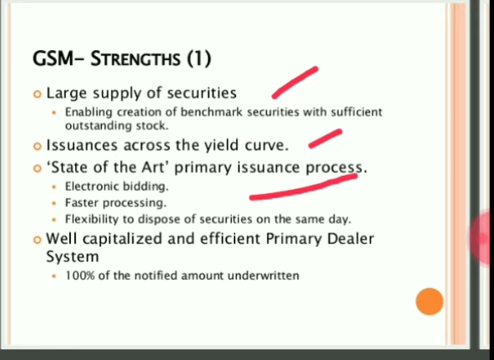 GSM– STRENGTHS (1)
Large supply of securities
Enabling creation of benchmark securities with sufficient
outstanding stock.
Issuances across the yield curve.
‘State of the Art’ primary issuance process.
Electronic bidding.
Faster processing.
Flexibility to dispose of securities on the same day.
Well capitalized and efficient Primary Dealer
System
100% of the notified amount underwritten